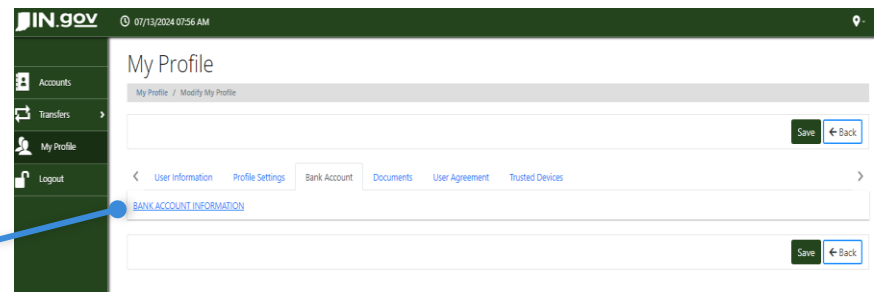 IN.gov
07/13/2024 07:56 AM
My Profile
My Profile / Modify My Profile
Accounts
Transfers
My Profile
Logout
Save Back
User Information Profile Settings Bank Account Documents User Agreement Trusted Devices
BANK ACCOUNT INFORMATION
Save Back